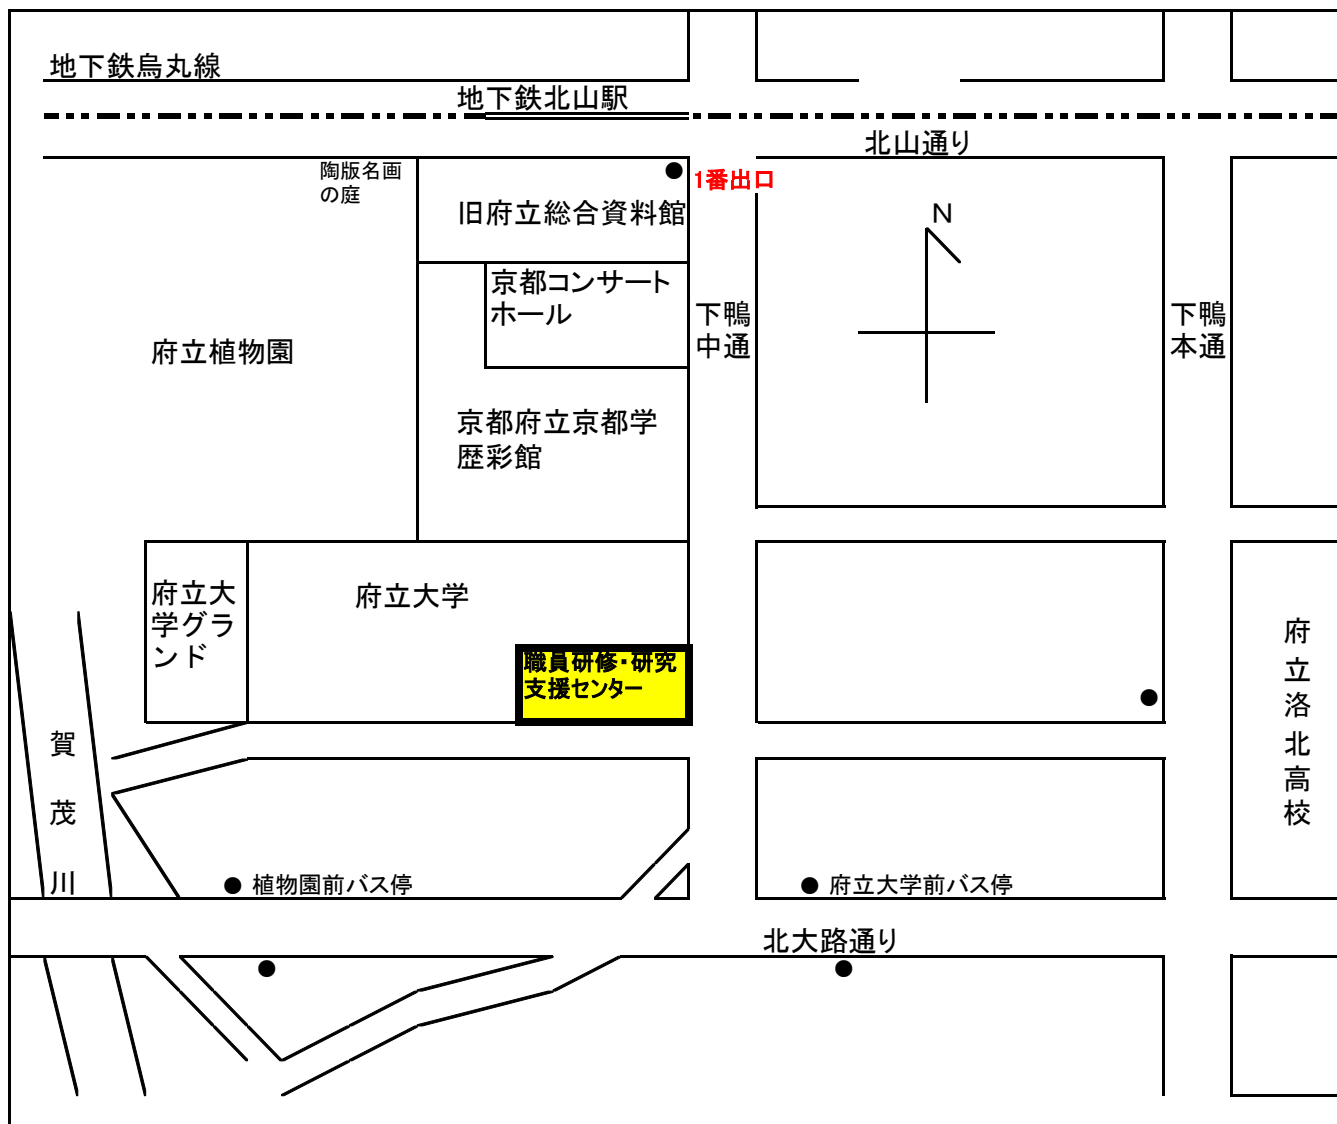 地下鉄烏丸線
地下鉄北山駅
北山通り
陶版名画
の庭
1番出口
旧府立総合資料館
N
京都コンサート
ホール
下鴨
中通
下鴨
本通
府立植物園
京都府立京都学
歴彩館
府立大
学グラ
ンド
府立大学
職員研修・研究
支援センター
府立洛北高校
賀茂川
植物園前バス停
府立大学前バス停
北大路通り